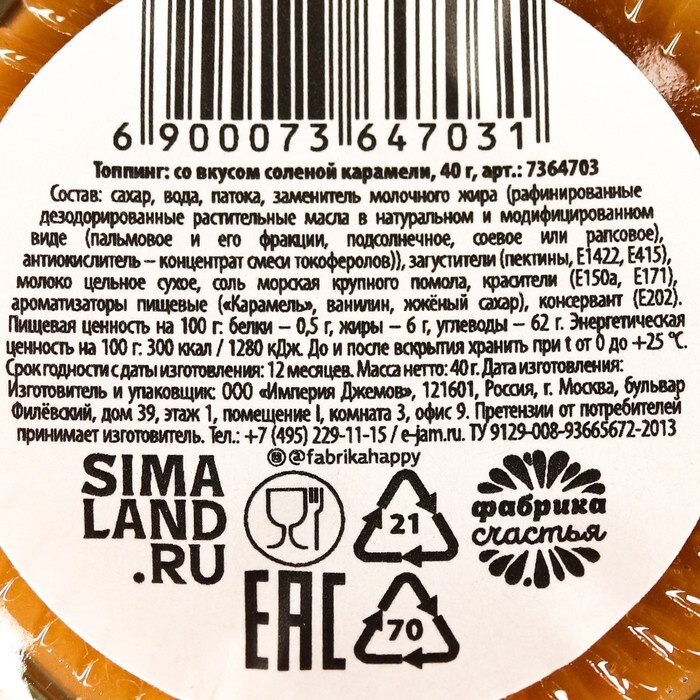 6 900073 647031
Топпинг: со вкусом соленой карамели, 40 г, арт.: 7364703
Состав: сахар, вода, патока, заменитель молочного жира (рафинированные
дезодорированные растительные масла в натуральном и модифицированном
виде (пальмовое и его фракции, подсолнечное, соевое или рапсовое),
антиокислитель – концентрат смеси токоферолов)), загустители (пектины, Е1422, Е415),
молоко цельное сухое, соль морская крупного помола, красители (Е150а, Е171),
ароматизаторы пищевые («Карамель», ванилин, жжёный сахар), консервант (Е202).
Пищевая ценность на 100 г: белки – 0,5 г, жиры – 6 г, углеводы – 62 г. Энергетическая
ценность на 100 г: 300 ккал / 1280 кДж. До и после вскрытия хранить при t от 0 до +25 °С.
Срок годности с даты изготовления: 12 месяцев. Масса нетто: 40 г. Дата изготовления:
Изготовитель и упаковщик: ООО «Империя Джемов», 121601, Россия, г. Москва, бульвар
Филёвский, дом 39, этаж 1, помещение I, комната 3, офис 9. Претензии от потребителей
принимает изготовитель. Тел.: +7 (495) 229-11-15 / e-jam.ru. ТУ 9129-008-93665672-2013
@fabrikahappy
SIMA
LAND
.RU
21
фабрика
счастья
EAC
70